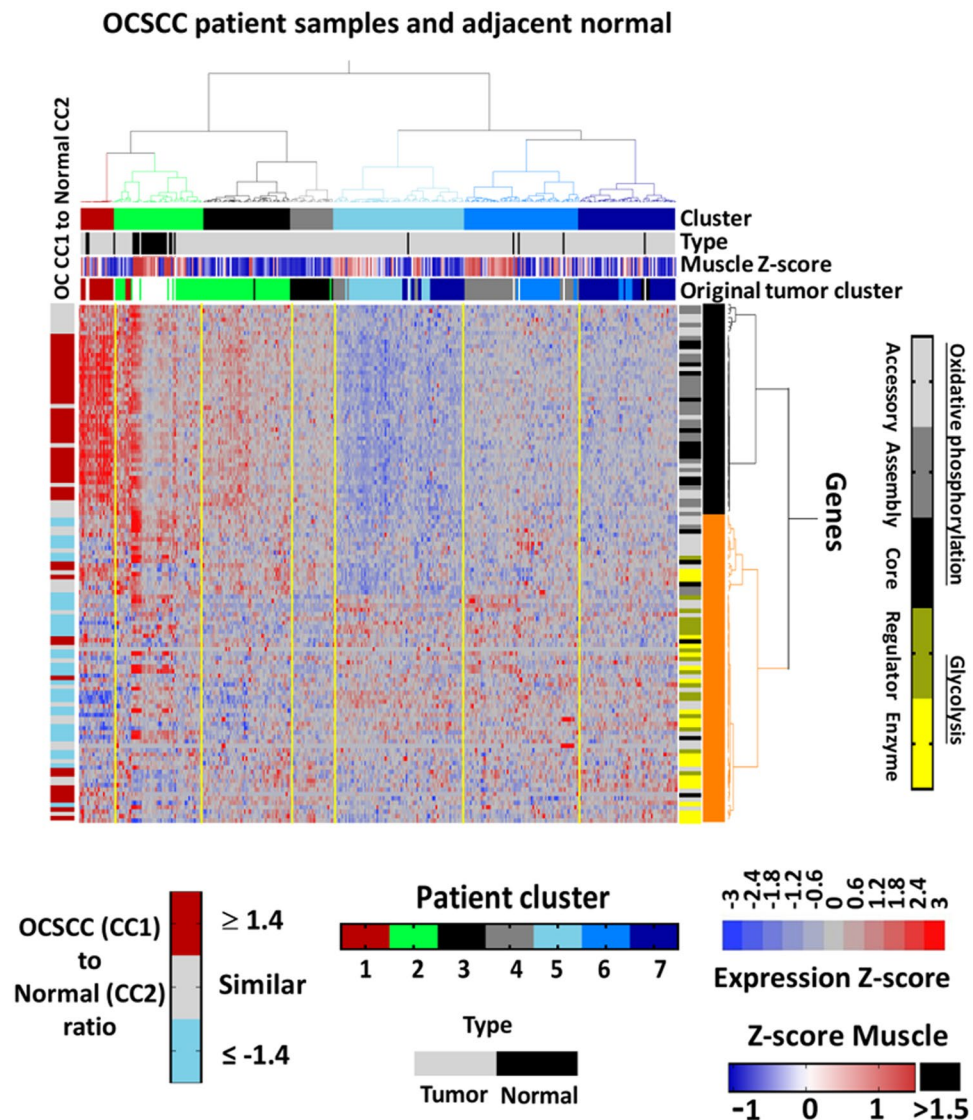 OCSCC patient samples and adjacent normal
OC CC1 to Normal CC2
Cluster
Type
Muscle Z-score
Original tumor cluster
Genes
Oxidative phosphorylation
Accessory Assembly Core
Glycolysis
Regulator Enzyme
OCSCC (CC1)
to
Normal (CC2)
ratio
≥ 1.4
Similar
≤ -1.4
Patient cluster
1 2 3 4 5 6 7
Type
Tumor Normal
-3 -2.4 -1.8 -1.2 -0.6 0 0.6 1.2 1.8 2.4 3
Expression Z-score
Z-score Muscle
−1 0 1 >1.5